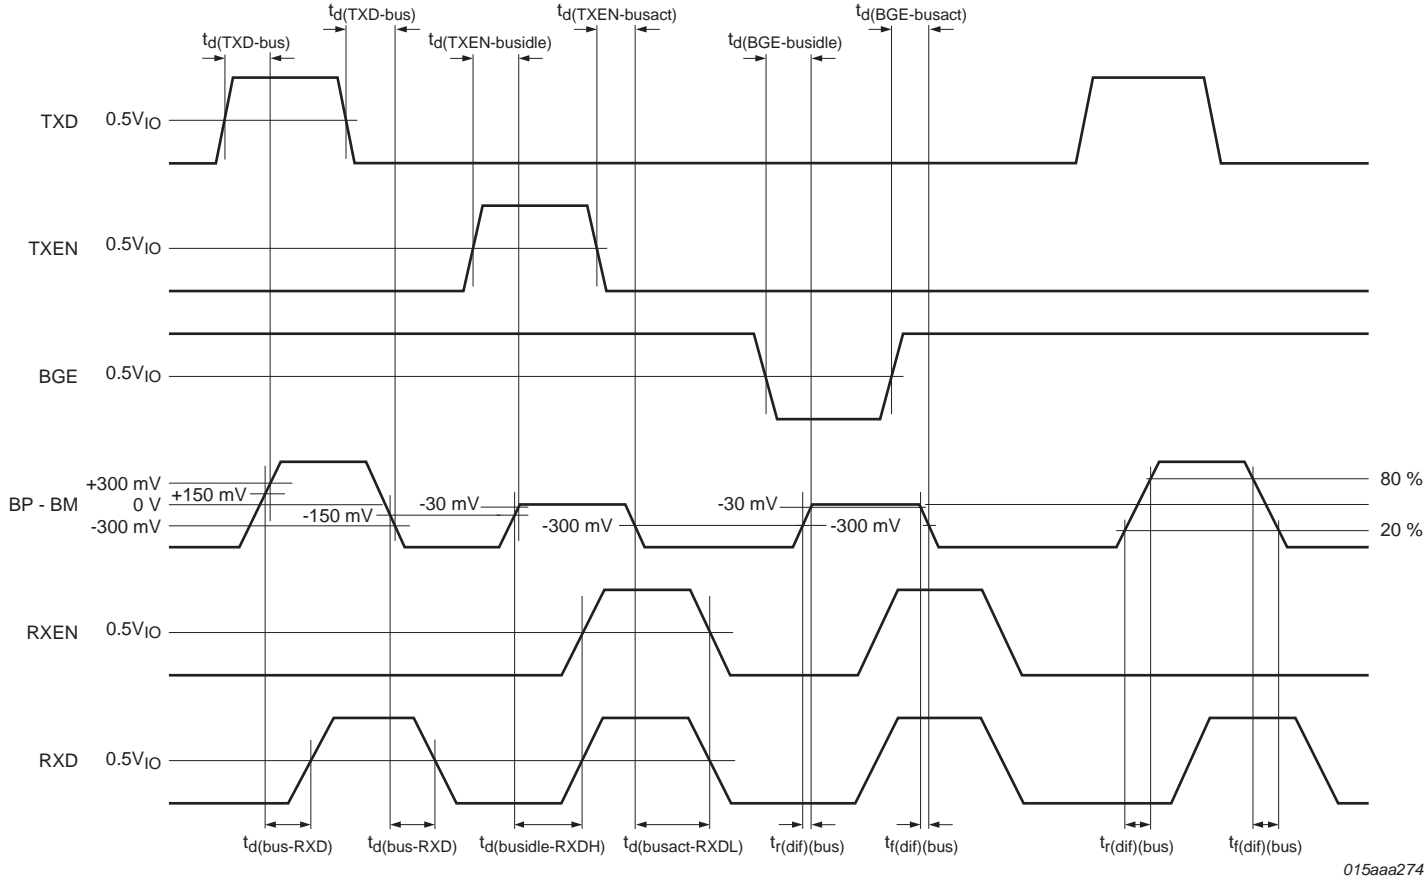 td(TXD-bus)
td(TXEN-busact)
td(BGE-busact)
td(TXD-bus)
td(TXEN-busidle)
td(BGE-busidle)
TXD 0.5VIO
TXEN 0.5VIO
BGE 0.5VIO
+300 mV
80 %
+150 mV
-30 mV
-30 mV
BP - BM 0 V
-150 mV
-300 mV
-300 mV
-300 mV
20 %
RXEN 0.5VIO
RXD 0.5VIO
td(bus-RXD)
td(bus-RXD)
td(busidle-RXDH)
td(busact-RXDL)
tr(dif)(bus)
tf(dif)(bus)
tr(dif)(bus)
tf(dif)(bus)
015aaa274